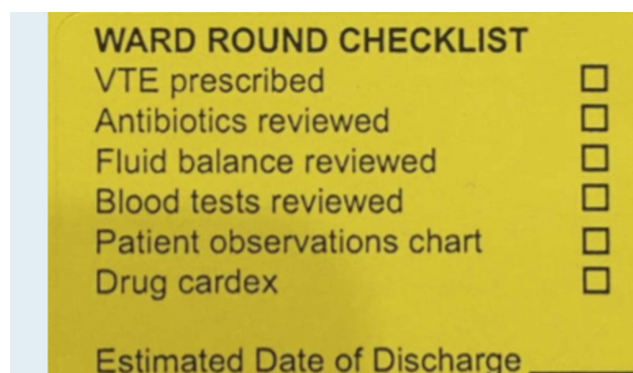 WARD ROUND CHECKLIST
VTE prescribed
Antibiotics reviewed
Fluid balance reviewed
Blood tests reviewed
Patient observations chart
Drug cardex
Estimated Date of Discharge